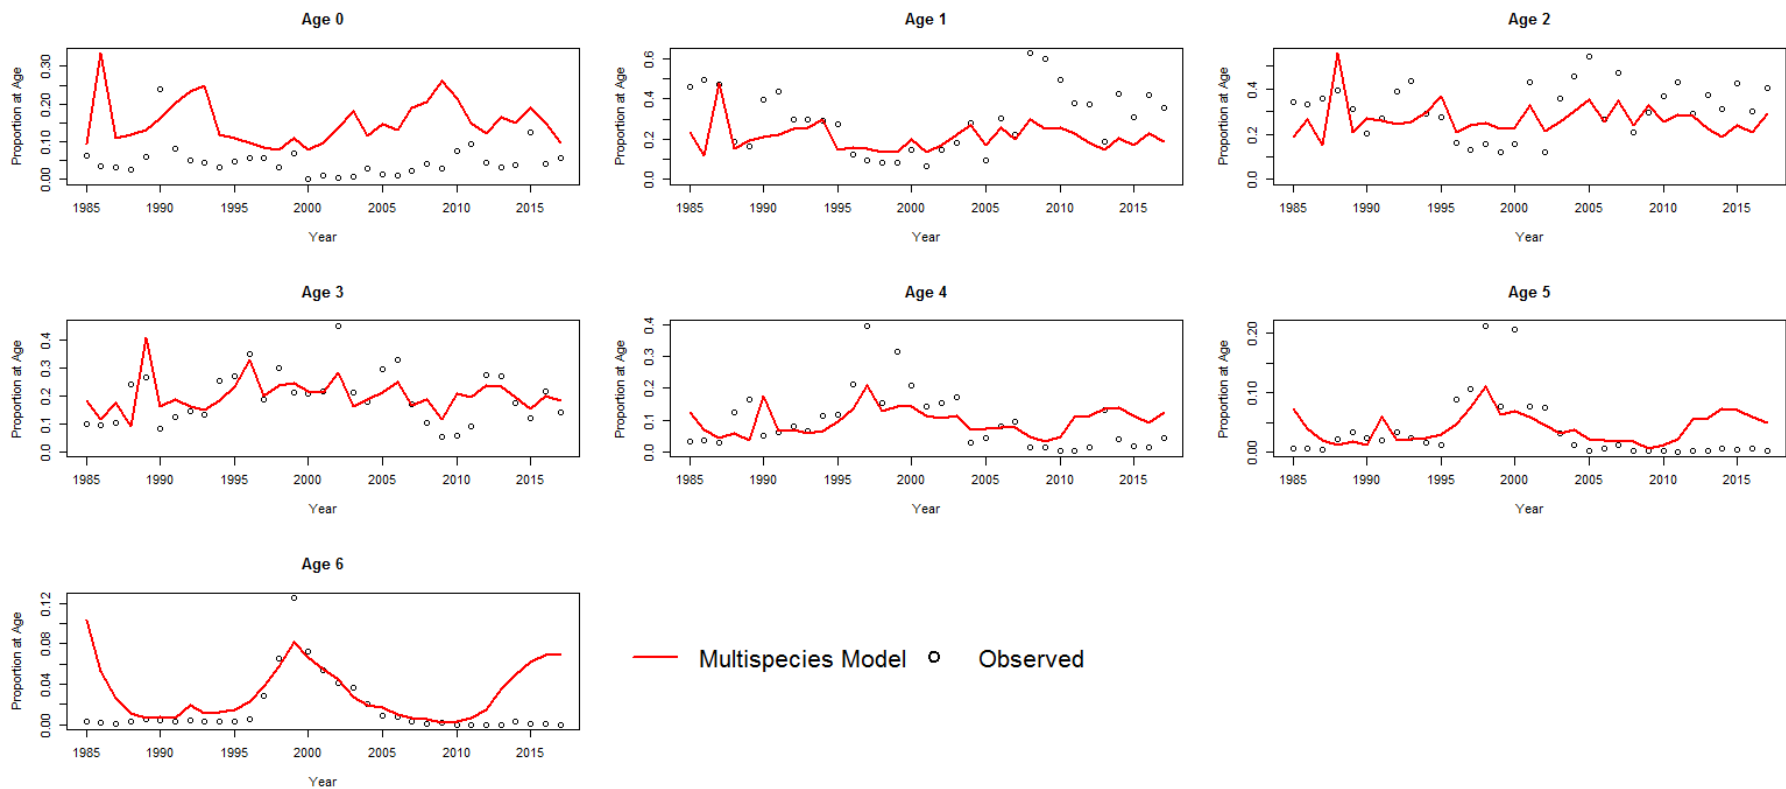 Age 0
Proportion at Age
0.00 0.10 0.20 0.30
1985 1990 1995 2000 2005 2010 2015
Year
Age 1
Proportion at Age
0.0 0.2 0.4 0.6
1985 1990 1995 2000 2005 2010 2015
Year
Age 2
Proportion at Age
0.0 0.2 0.4
1985 1990 1995 2000 2005 2010 2015
Year
Age 3
Proportion at Age
0.0 0.1 0.2 0.3 0.4
1985 1990 1995 2000 2005 2010 2015
Year
Age 4
Proportion at Age
0.0 0.1 0.2 0.3 0.4
1985 1990 1995 2000 2005 2010 2015
Year
Age 5
Proportion at Age
0.00 0.10 0.20
1985 1990 1995 2000 2005 2010 2015
Year
Age 6
Proportion at Age
0.00 0.04 0.08 0.12
1985 1990 1995 2000 2005 2010 2015
Year
Multispecies Model
Observed